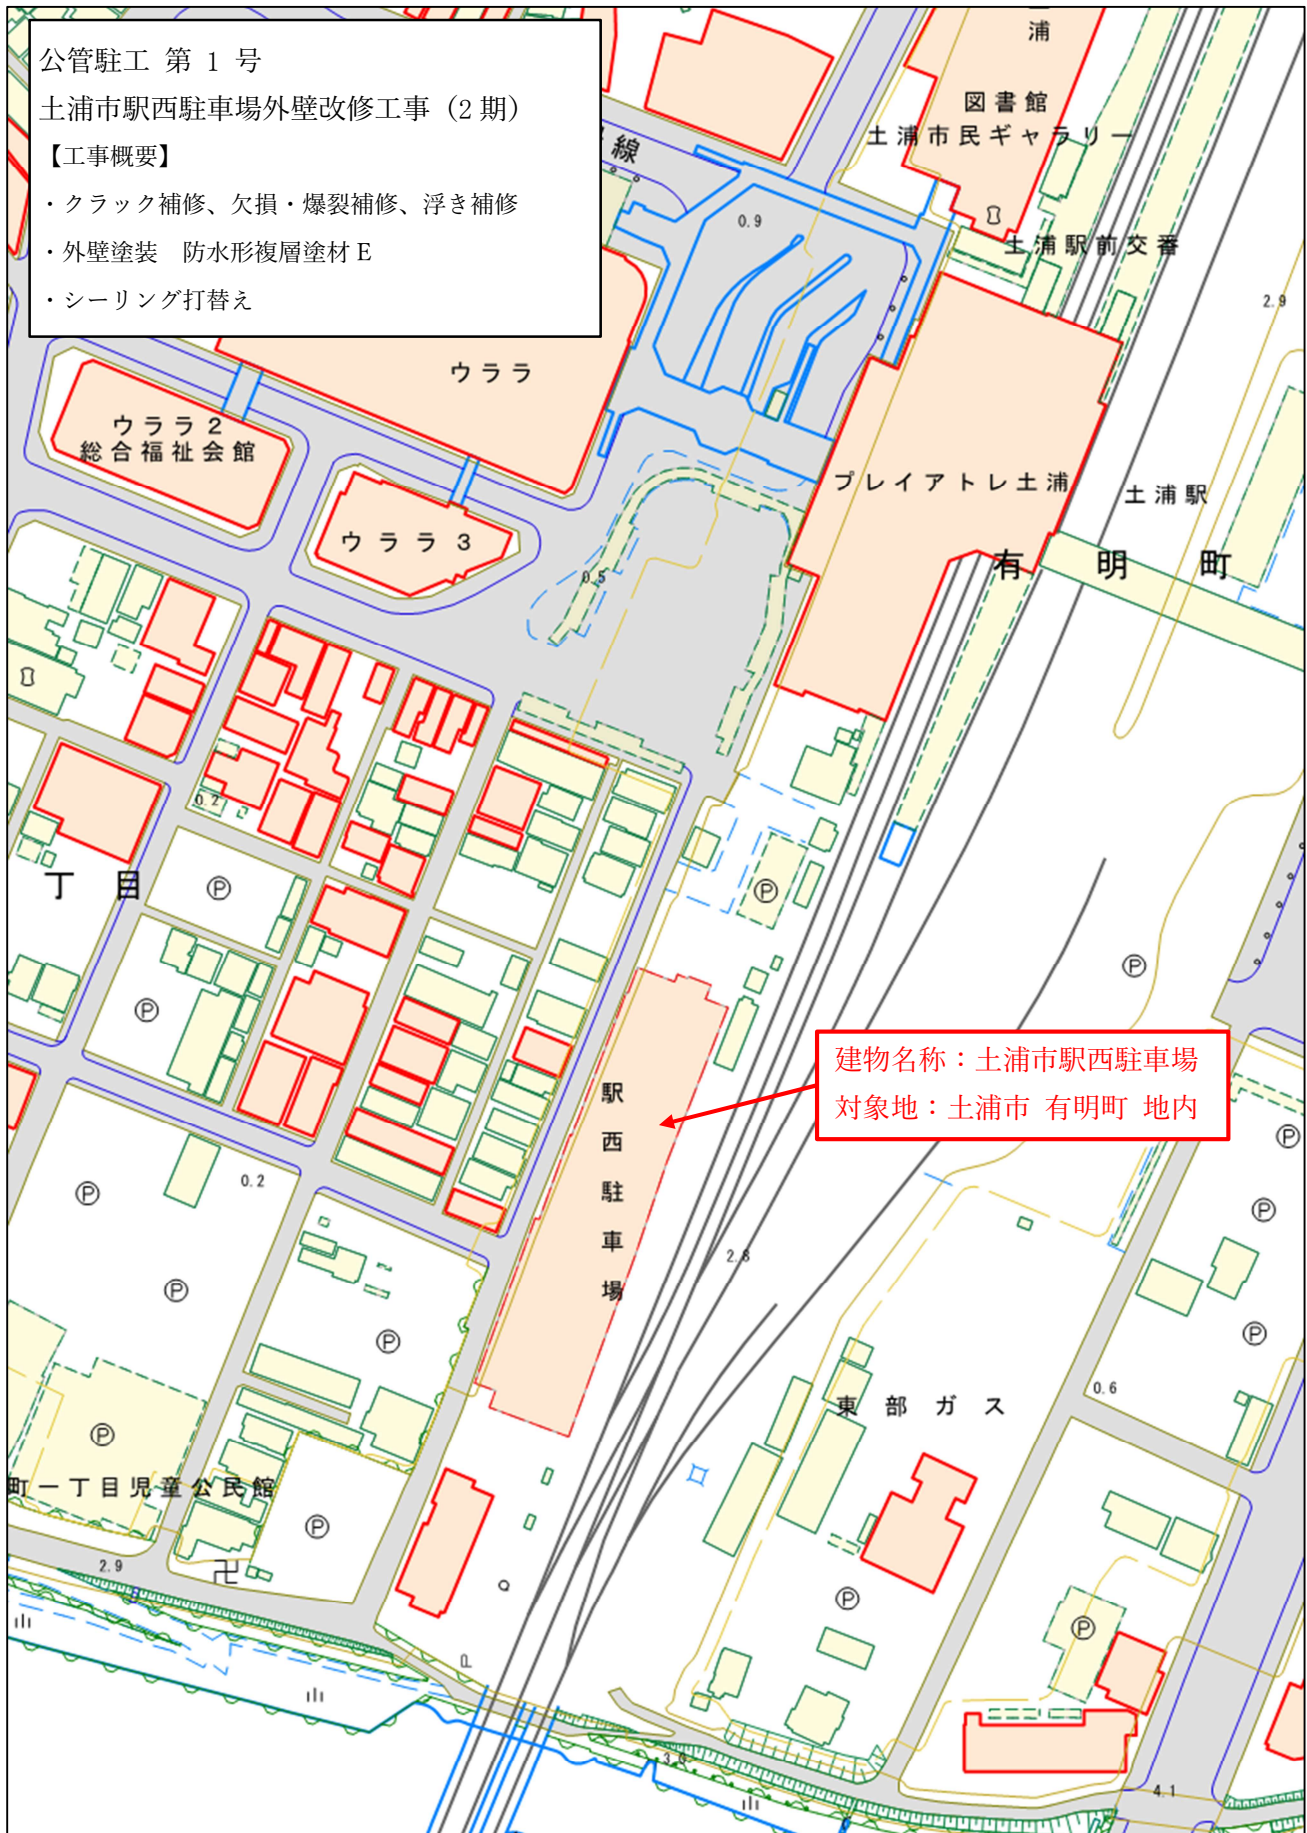 公管駐工 第 1 号
土浦市駅西駐車場外壁改修工事（2 期）
【工事概要】
・クラック補修、欠損・爆裂補修、浮き補修
・外壁塗装　防水形複層塗材 E
・シーリング打替え
浦
図書館
土浦市民ギャラリー
線
0.9
土浦駅前交番
2.9
ウララ
ウララ2
総合福祉会館
ウララ3
プレイアトレ土浦
土浦駅
有明町
0.5
0.2
丁目
Ⓟ
Ⓟ
Ⓟ
Ⓟ
建物名称：土浦市駅西駐車場
対象地：土浦市 有明町 地内
駅西駐車場
Ⓟ
0.2
Ⓟ
Ⓟ
Ⓟ
2.8
Ⓟ
Ⓟ
0.6
東部ガス
Ⓟ
町一丁目児童公民館
Ⓟ
2.9
Ⓟ
Ⓟ
3.0
4.1